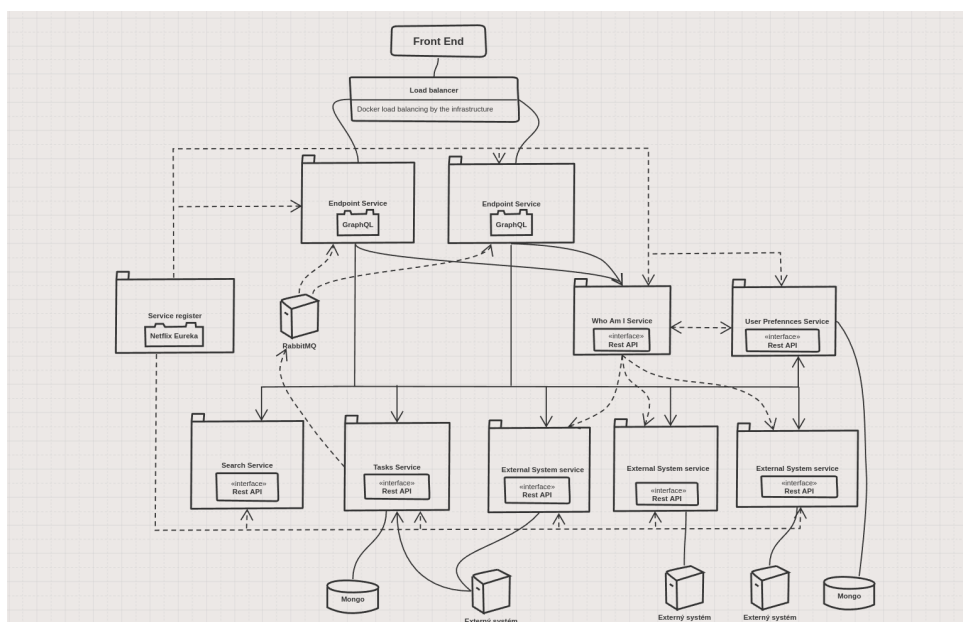 Front End
Load balancer
Docker load balancing by the infrastructure
Endpoint Service
GraphQL
Endpoint Service
GraphQL
Service register
Netflix Eureka
RabbitMQ
Who Am I Service
«interface»
Rest API
User Prefennces Service
«interface»
Rest API
Search Service
«interface»
Rest API
Tasks Service
«interface»
Rest API
External System service
«interface»
Rest API
External System service
«interface»
Rest API
External System service
«interface»
Rest API
Mongo
Externý systém
Externý systém
Externý systém
Mongo